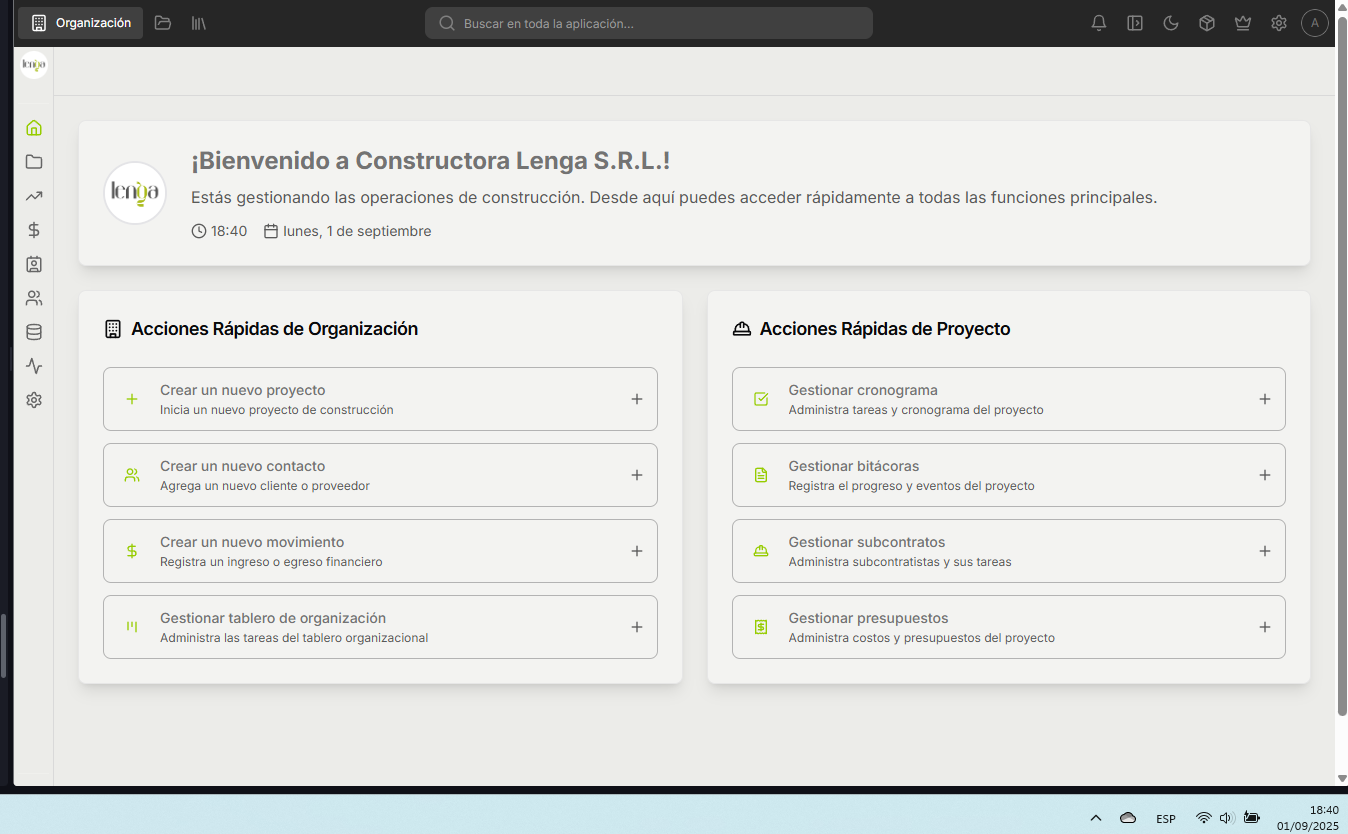 Organización
Buscar en toda la aplicación...
A
lenga
¡Bienvenido a Constructora Lenga S.R.L.!
lenga
Estás gestionando las operaciones de construcción. Desde aquí puedes acceder rápidamente a todas las funciones principales.
18:40 lunes, 1 de septiembre
Acciones Rápidas de Organización
Crear un nuevo proyecto
Inicia un nuevo proyecto de construcción
Crear un nuevo contacto
Agrega un nuevo cliente o proveedor
Crear un nuevo movimiento
Registra un ingreso o egreso financiero
Gestionar tablero de organización
Administra las tareas del tablero organizacional
Acciones Rápidas de Proyecto
Gestionar cronograma
Administra tareas y cronograma del proyecto
Gestionar bitácoras
Registra el progreso y eventos del proyecto
Gestionar subcontratos
Administra subcontratistas y sus tareas
Gestionar presupuestos
Administra costos y presupuestos del proyecto
ESP
18:40
01/09/2025